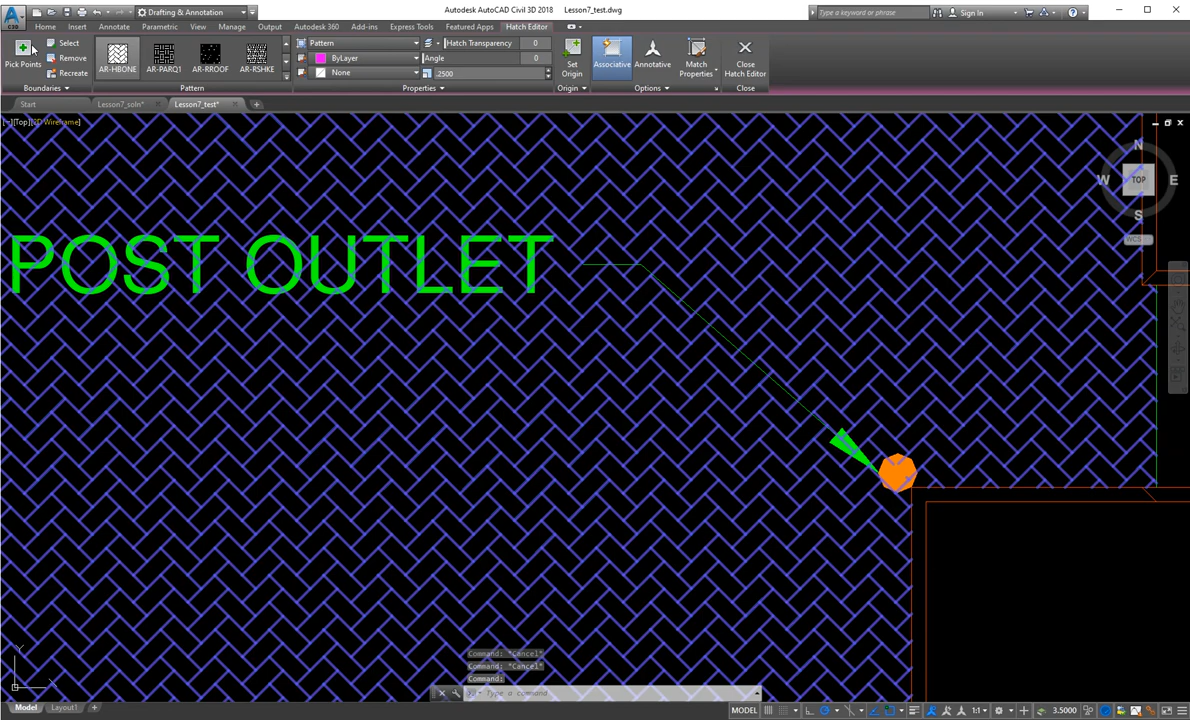 Drafting & Annotation
Autodesk AutoCAD Civil 3D 2018 Lesson7_test.dwg
Type a keyword or phrase
Sign In
C3D
Home Insert Annotate Parametric View Manage Output Autodesk 360 Add-ins Express Tools Featured Apps Hatch Editor
Pick Points
Select
Remove
Recreate
AR-HBONE
AR-PARQ1
AR-RROOF
AR-RSHKE
Pattern
ByLayer
None
Hatch Transparency 0
Angle 0
.2500
Set
Origin
Associative
Annotative
Match
Properties
Close
Hatch Editor
Boundaries
Pattern
Properties
Origin
Options
Close
Start
Lesson7_soln*
Lesson7_test*
[−][Top][2D Wireframe]
N
W
TOP
E
S
WCS
POST OUTLET
Command: *Cancel*
Command: *Cancel*
Command:
Type a command
Y
X
Model
Layout1
MODEL
1:1
3.5000